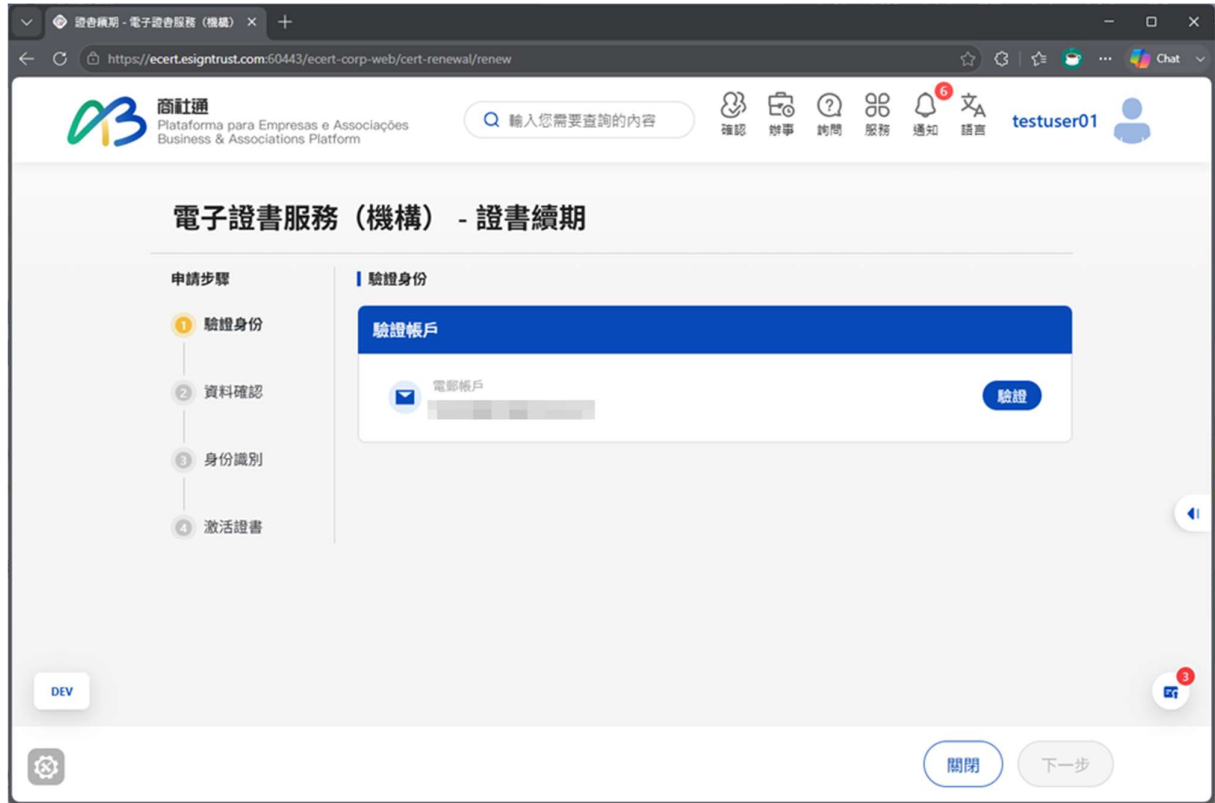 證書續期 - 電子證書服務（機構）
https://ecert.esigntrust.com:60443/ecert-corp-web/cert-renewal/renew
Chat
商社通
Plataforma para Empresas e Associações
Business & Associations Platform
輸入您需要查詢的內容
確認
辦事
詢問
服務
6
通知
語言
testuser01
電子證書服務（機構） - 證書續期
申請步驟
1 驗證身份
2 資料確認
3 身份識別
4 激活證書
驗證身份
驗證帳戶
電郵帳戶
驗證
DEV
3
關閉
下一步